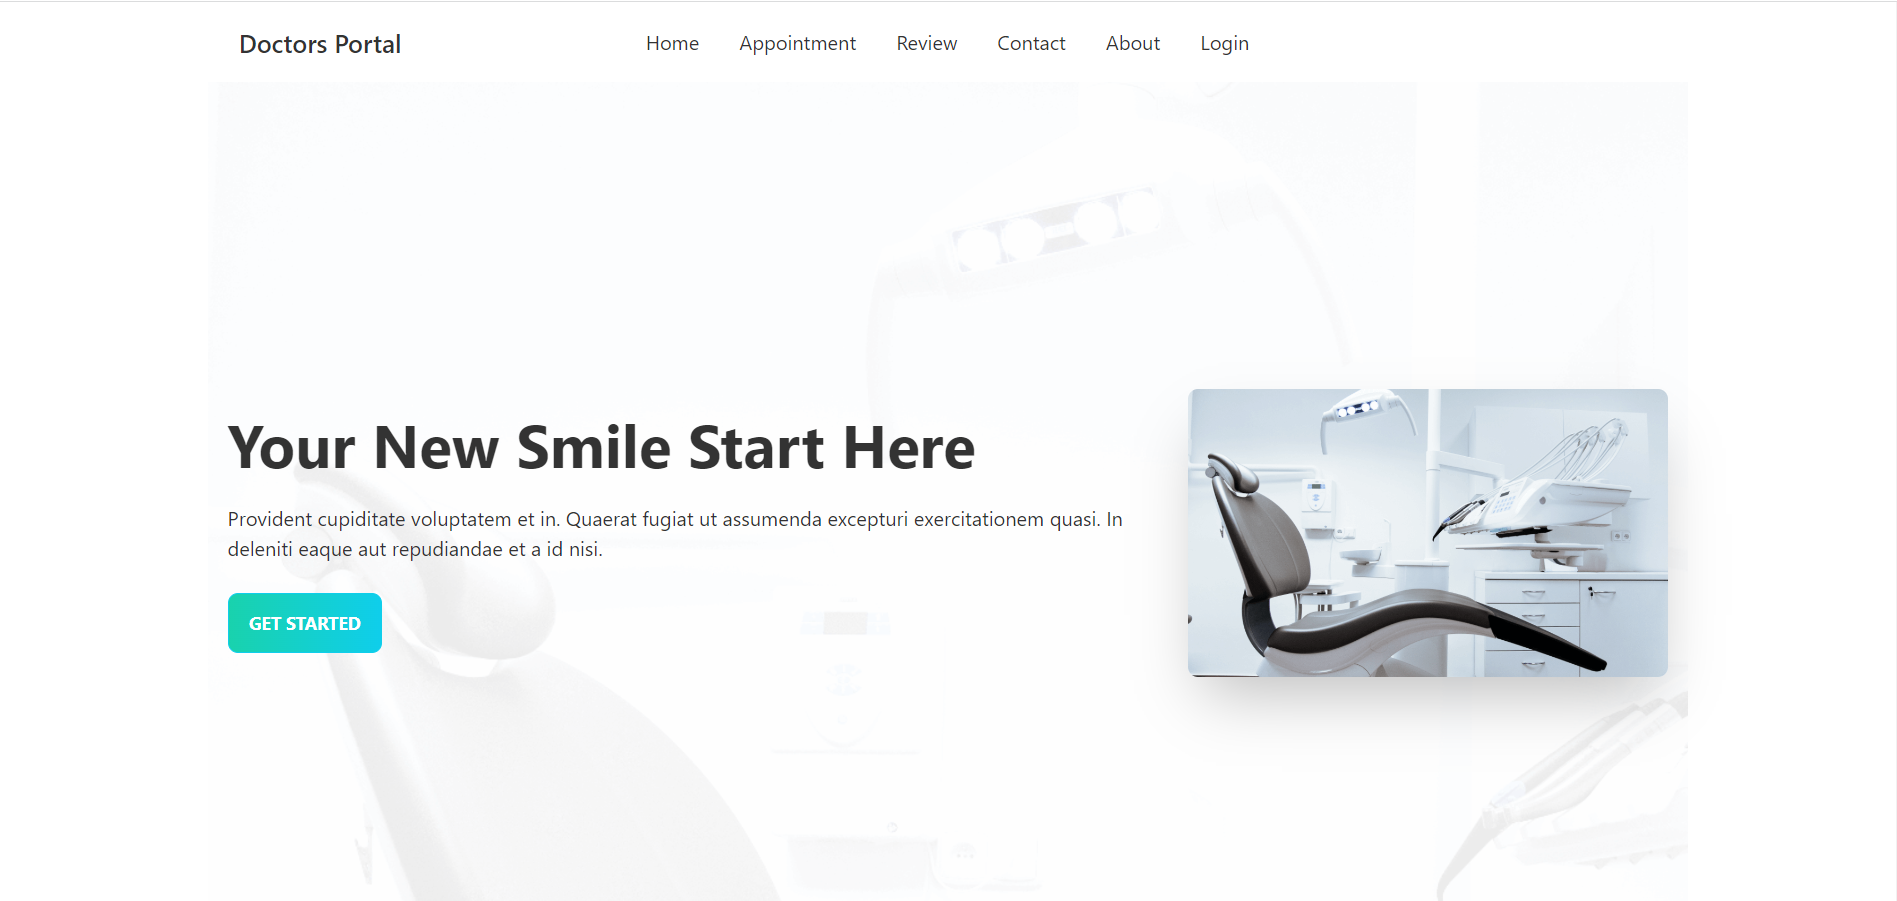 Doctors Portal
Home Appointment Review Contact About Login
Your New Smile Start Here
Provident cupiditate voluptatem et in. Quaerat fugiat ut assumenda excepturi exercitationem quasi. In
deleniti eaque aut repudiandae et a id nisi.
GET STARTED